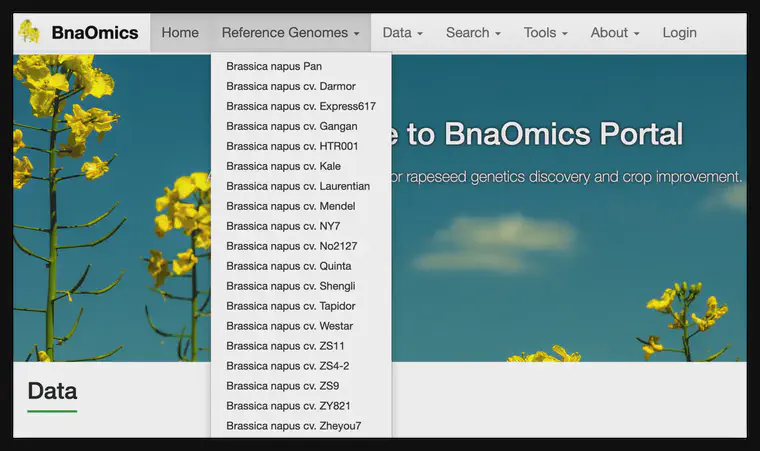 BnaOmics Home Reference Genomes Data Search Tools About Login
Brassica napus Pan
Brassica napus cv. Darmor
Brassica napus cv. Express617
Brassica napus cv. Gangan
to BnaOmics Portal
Brassica napus cv. HTR001
Brassica napus cv. Kale
rapeseed genetics discovery and crop improvement.
Brassica napus cv. Laurentian
Brassica napus cv. Mendel
Brassica napus cv. NY7
Brassica napus cv. No2127
Brassica napus cv. Quinta
Brassica napus cv. Shengli
Brassica napus cv. Tapidor
Brassica napus cv. Westar
Brassica napus cv. ZS11
Brassica napus cv. ZS4-2
Brassica napus cv. ZS9
Brassica napus cv. ZY821
Brassica napus cv. Zheyou7
Data